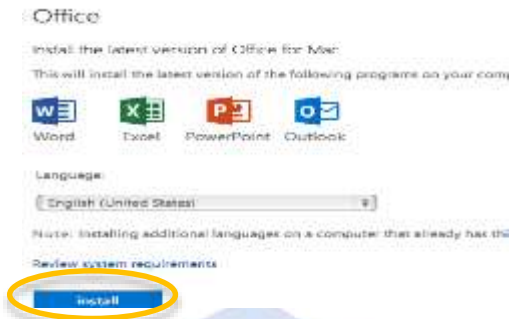 Office
Install the latest version of Office for Mac
This will install the latest version of the following programs on your comp
Word Excel PowerPoint Outlook
Language:
English (United States)
Note: Installing additional languages on a computer that already has thi
Review system requirements
install